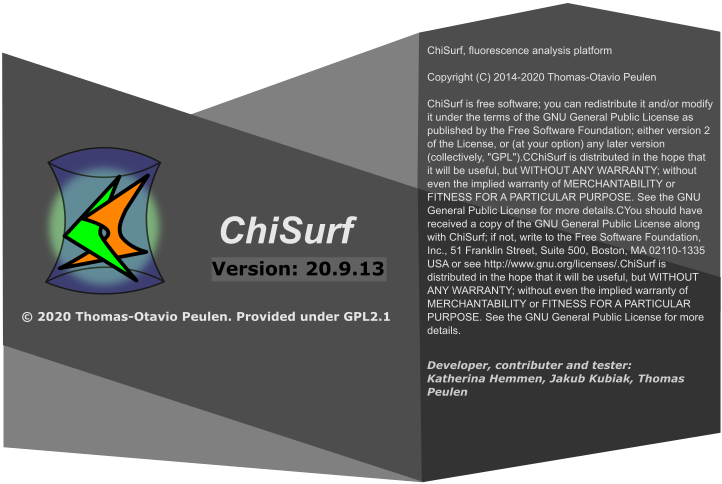 ChiSurf
Version: 20.9.13
© 2020 Thomas-Otavio Peulen. Provided under GPL2.1
ChiSurf, fluorescence analysis platform
Copyright (C) 2014-2020 Thomas-Otavio Peulen
ChiSurf is free software; you can redistribute it and/or modify
it under the terms of the GNU General Public License as
published by the Free Software Foundation; either version 2
of the License, or (at your option) any later version
(collectively, "GPL").CChiSurf is distributed in the hope that
it will be useful, but WITHOUT ANY WARRANTY; without
even the implied warranty of MERCHANTABILITY or
FITNESS FOR A PARTICULAR PURPOSE. See the GNU
General Public License for more details.CYou should have
received a copy of the GNU General Public License along
with ChiSurf; if not, write to the Free Software Foundation,
Inc., 51 Franklin Street, Suite 500, Boston, MA 02110-1335
USA or see http://www.gnu.org/licenses/.ChiSurf is
distributed in the hope that it will be useful, but WITHOUT
ANY WARRANTY; without even the implied warranty of
MERCHANTABILITY or FITNESS FOR A PARTICULAR
PURPOSE. See the GNU General Public License for more
details.
Developer, contributer and tester:
Katherina Hemmen, Jakub Kubiak, Thomas
Peulen